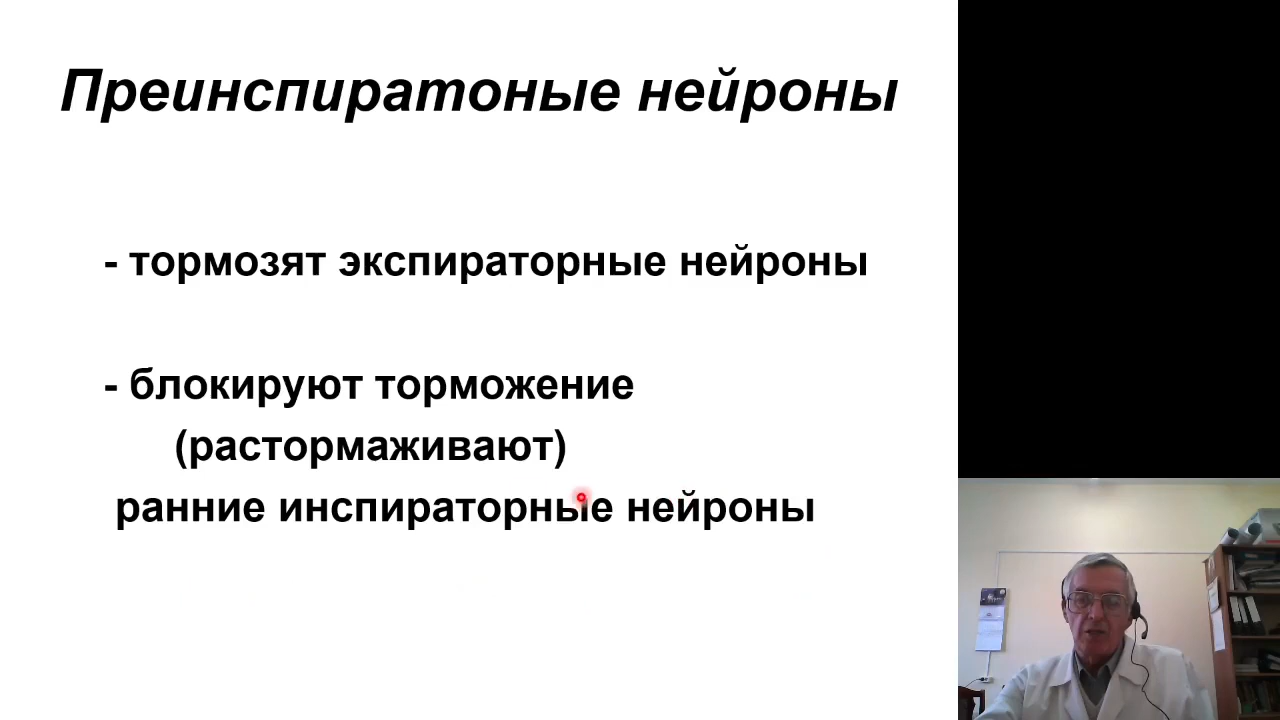 Преинспиратоные нейроны
- тормозят экспираторные нейроны
- блокируют торможение
(растормаживают)
ранние инспираторные нейроны